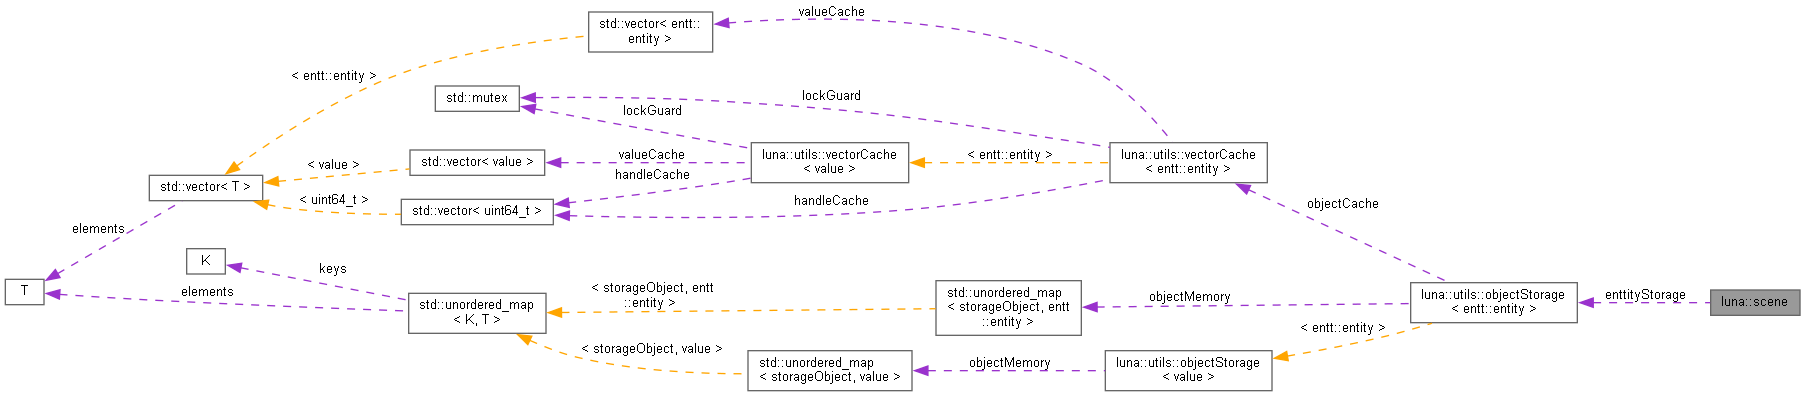 valueCache
std::vector< entt::
entity >
< entt::entity >
std::mutex
lockGuard
lockGuard
luna::utils::vectorCache
< value >
< entt::entity >
luna::utils::vectorCache
< entt::entity >
std::vector< value >
valueCache
< value >
handleCache
std::vector< T >
< uint64_t >
std::vector< uint64_t >
handleCache
objectCache
elements
K
keys
T
elements
std::unordered_map
< K, T >
< storageObject, entt
::entity >
std::unordered_map
< storageObject, entt
::entity >
objectMemory
luna::utils::objectStorage
< entt::entity >
enttityStorage
luna::scene
< entt::entity >
< storageObject, value >
std::unordered_map
< storageObject, value >
objectMemory
luna::utils::objectStorage
< value >